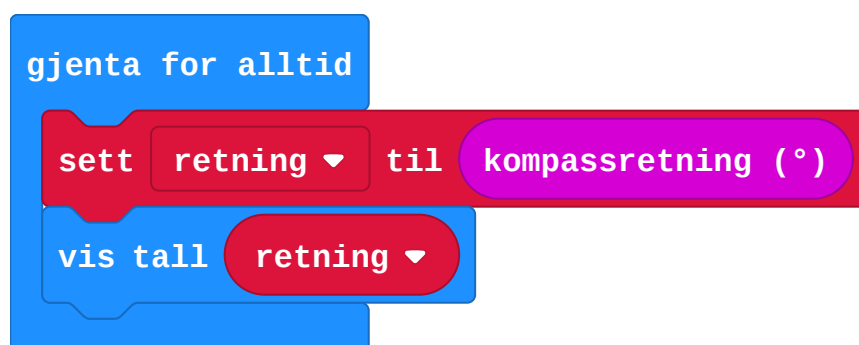 gjenta for alltid
sett retning til kompassretning (°)
vis tall retning